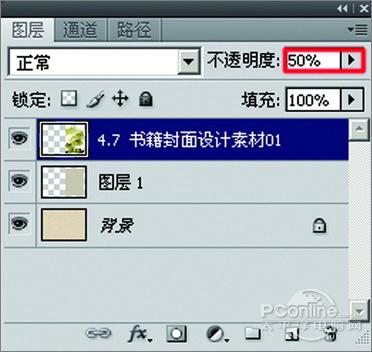 图层 通道 路径
正常 不透明度: 50%
锁定: 填充: 100%
4.7 书籍封面设计素材01
图层 1
背景
fx.
PConline
太平洋电脑网